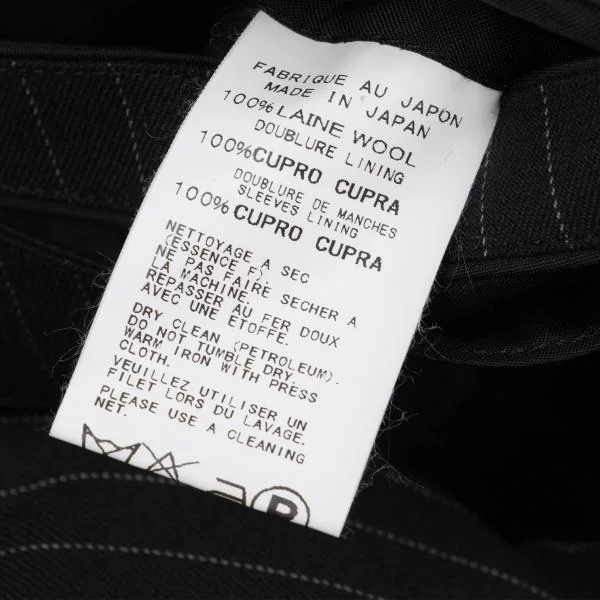 FABRIQUE AU JAPON
MADE IN JAPAN
100% LAINE WOOL
DOUBLURE LINING
100% CUPRO CUPRA
DOUBLURE DE MANCHES
SLEEVES LINING
100% CUPRO CUPRA
NETTOYAGE A SEC
(ESSENCE F).
NE PAS FAIRE SECHER A
LA MACHINE.
REPASSER AU FER DOUX
AVEC UNE ETOFFE.
DRY CLEAN (PETROLEUM).
DO NOT TUMBLE DRY.
WARM IRON WITH PRESS
CLOTH.
VEUILLEZ UTILISER UN
FILET LORS DU LAVAGE.
PLEASE USE A CLEANING
NET.
P